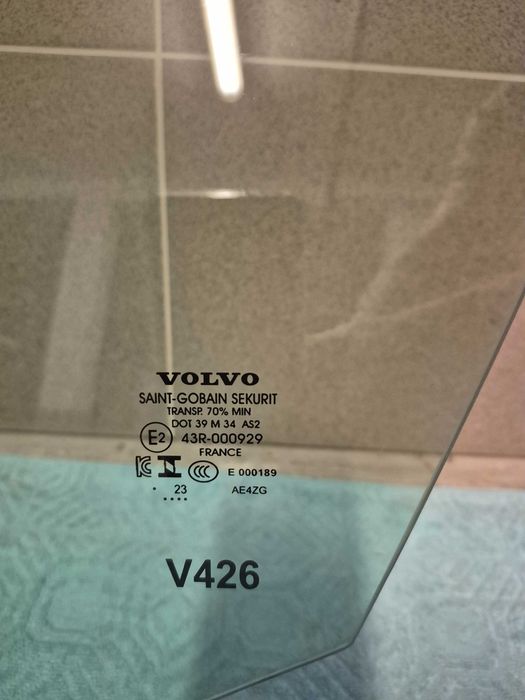 VOLVO
SAINT-GOBAIN SEKURIT
TRANSP. 70% MIN
DOT 39 M 34 AS2
E2 43R-000929
FRANCE
CCC E 000189
23 AE4ZG
V426